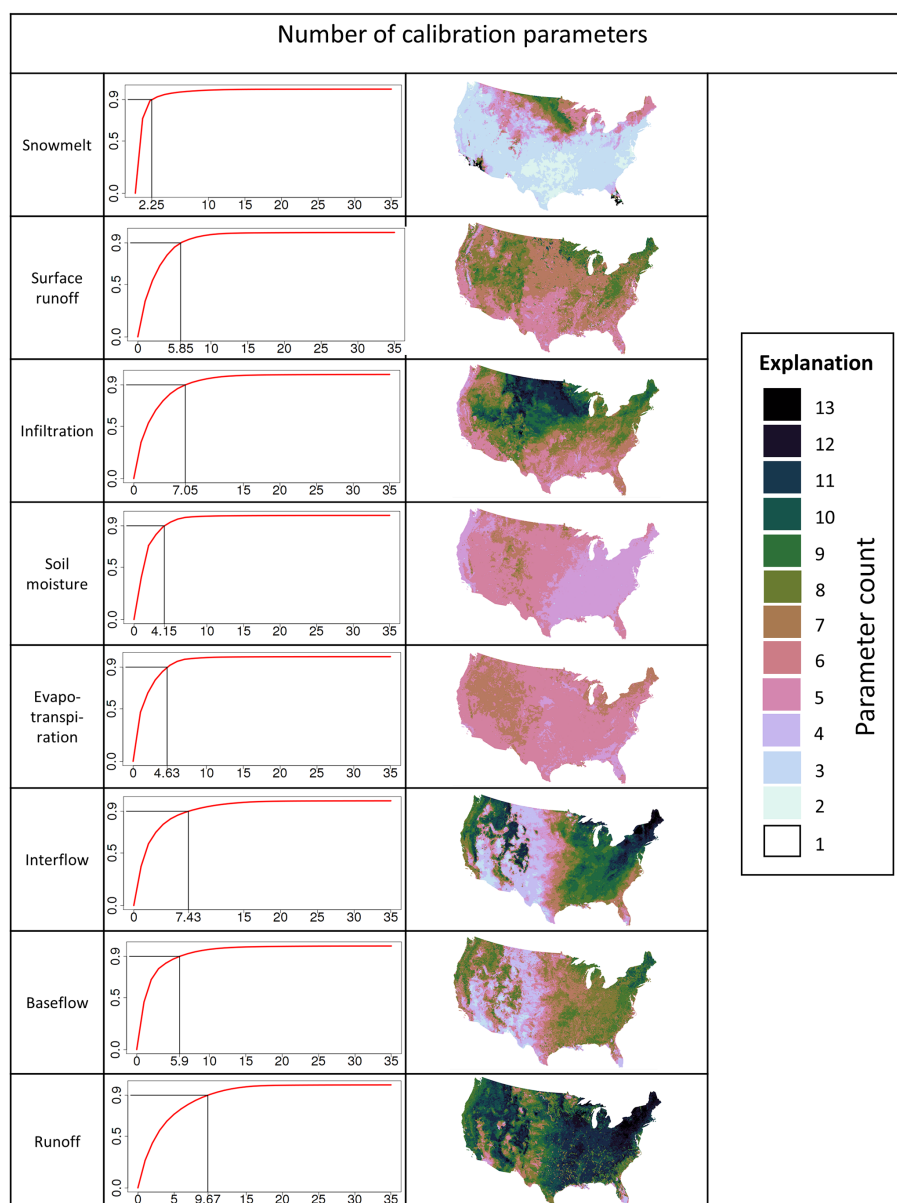 Number of calibration parameters
Snowmelt
0.0 0.5 0.9
2.25 10 15 20 25 30 35
Surface
runoff
0.0 0.5 0.9
0 5.85 10 15 20 25 30 35
Infiltration
0.0 0.5 0.9
0 7.05 15 20 25 30 35
Soil
moisture
0.0 0.5 0.9
0 4.15 10 15 20 25 30 35
Evapo-
transpi-
ration
0.0 0.5 0.9
0 4.63 10 15 20 25 30 35
Interflow
0.0 0.5 0.9
0 7.43 15 20 25 30 35
Baseflow
0.0 0.5 0.9
0 5.9 10 15 20 25 30 35
Runoff
0.0 0.5 0.9
0 5 9.67 15 20 25 30 35
Explanation
13
12
11
10
9
8
7
6
5
4
3
2
1
Parameter count